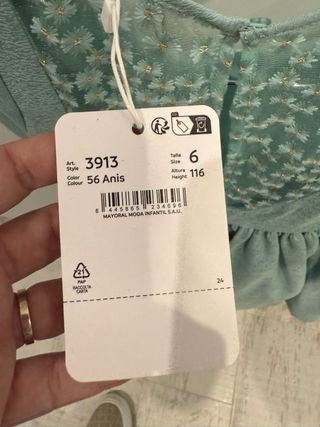 Art.
Style
3913
Talla
Size
6
Color
Colour
56 Anis
Altura
Height
116
8 445865 234696
MAYORAL MODA INFANTIL S.A.U.
21
PAP
RACCOLTA
CARTA
24